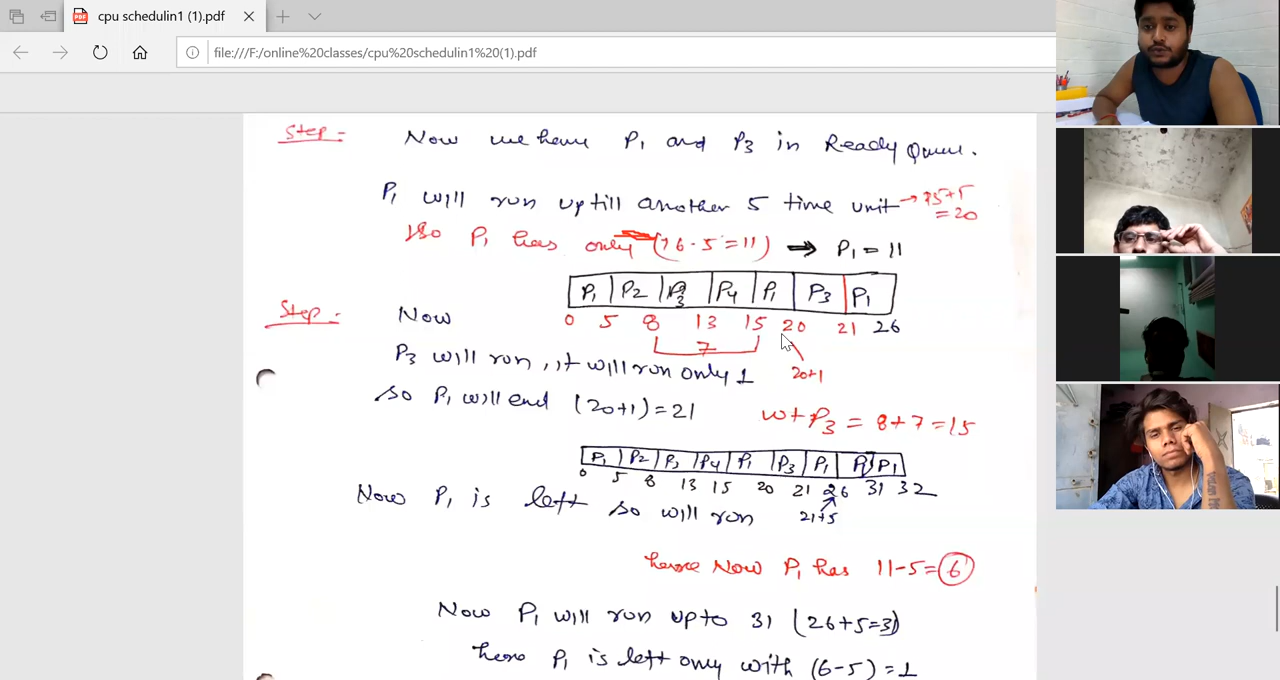 cpu schedulin1 (1).pdf
file:///F:/online%20classes/cpu%20schedulin1%20(1).pdf
Step:-
Now we have P1 and P3 in Ready Queue.
P1 will run up till another 5 time unit → 15+5
= 20
So P1 has only (16-5=11) ⇒ P1 = 11
P1 P2 P3 P4 P1 P3 P1
Step:-
Now
0 5 8 13 15 20 21 26
7
P3 will run, it will run only 1
20+1
So P1 will end (20+1) = 21
wt P3 = 8+7=15
P1 P2 P3 P4 P1 P3 P1 P1 P1
0 5 8 13 15 20 21 26 31 32
Now P1 is left so will run
21+5
hence Now P1 has 11-5=6
Now P1 will run upto 31 (26+5=3)
here P1 is left only with (6-5)=1